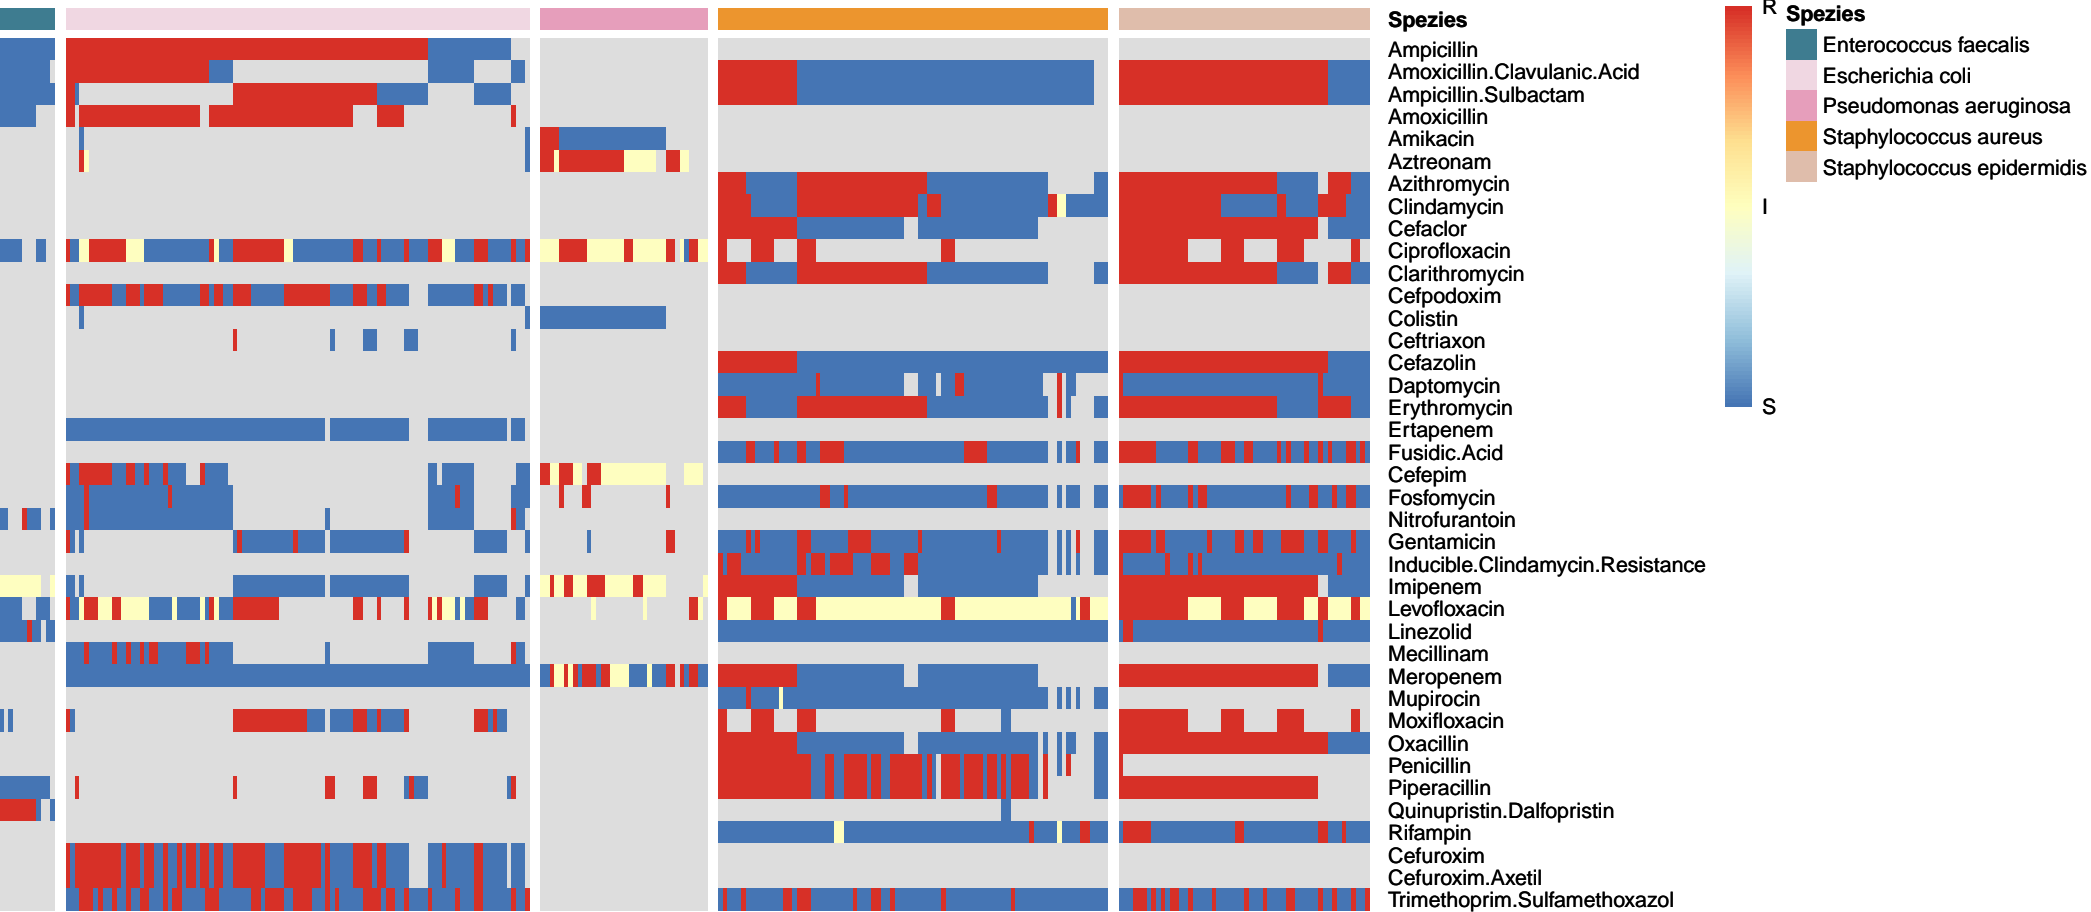 Spezies
Ampicillin
Amoxicillin.Clavulanic.Acid
Ampicillin.Sulbactam
Amoxicillin
Amikacin
Aztreonam
Azithromycin
Clindamycin
Cefaclor
Ciprofloxacin
Clarithromycin
Cefpodoxim
Colistin
Ceftriaxon
Cefazolin
Daptomycin
Erythromycin
Ertapenem
Fusidic.Acid
Cefepim
Fosfomycin
Nitrofurantoin
Gentamicin
Inducible.Clindamycin.Resistance
Imipenem
Levofloxacin
Linezolid
Mecillinam
Meropenem
Mupirocin
Moxifloxacin
Oxacillin
Penicillin
Piperacillin
Quinupristin.Dalfopristin
Rifampin
Cefuroxim
Cefuroxim.Axetil
Trimethoprim.Sulfamethoxazol
R
I
S
Spezies
Enterococcus faecalis
Escherichia coli
Pseudomonas aeruginosa
Staphylococcus aureus
Staphylococcus epidermidis